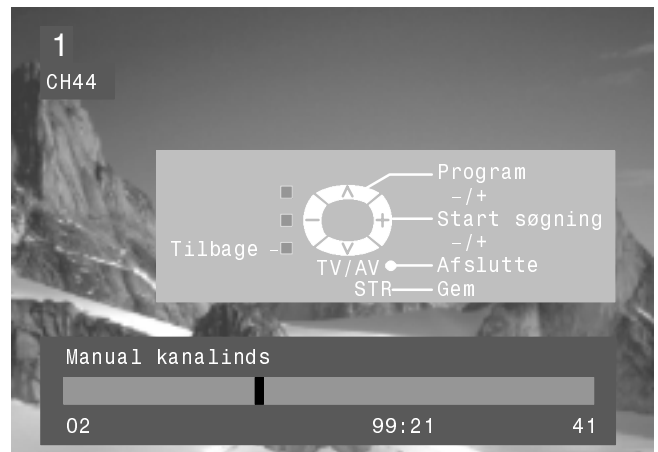 1
CH44
Program
-/+
Start søgning
-/+
Tilbage
TV/AV Afslutte
STR Gem
Manual kanalinds
02 99:21 41